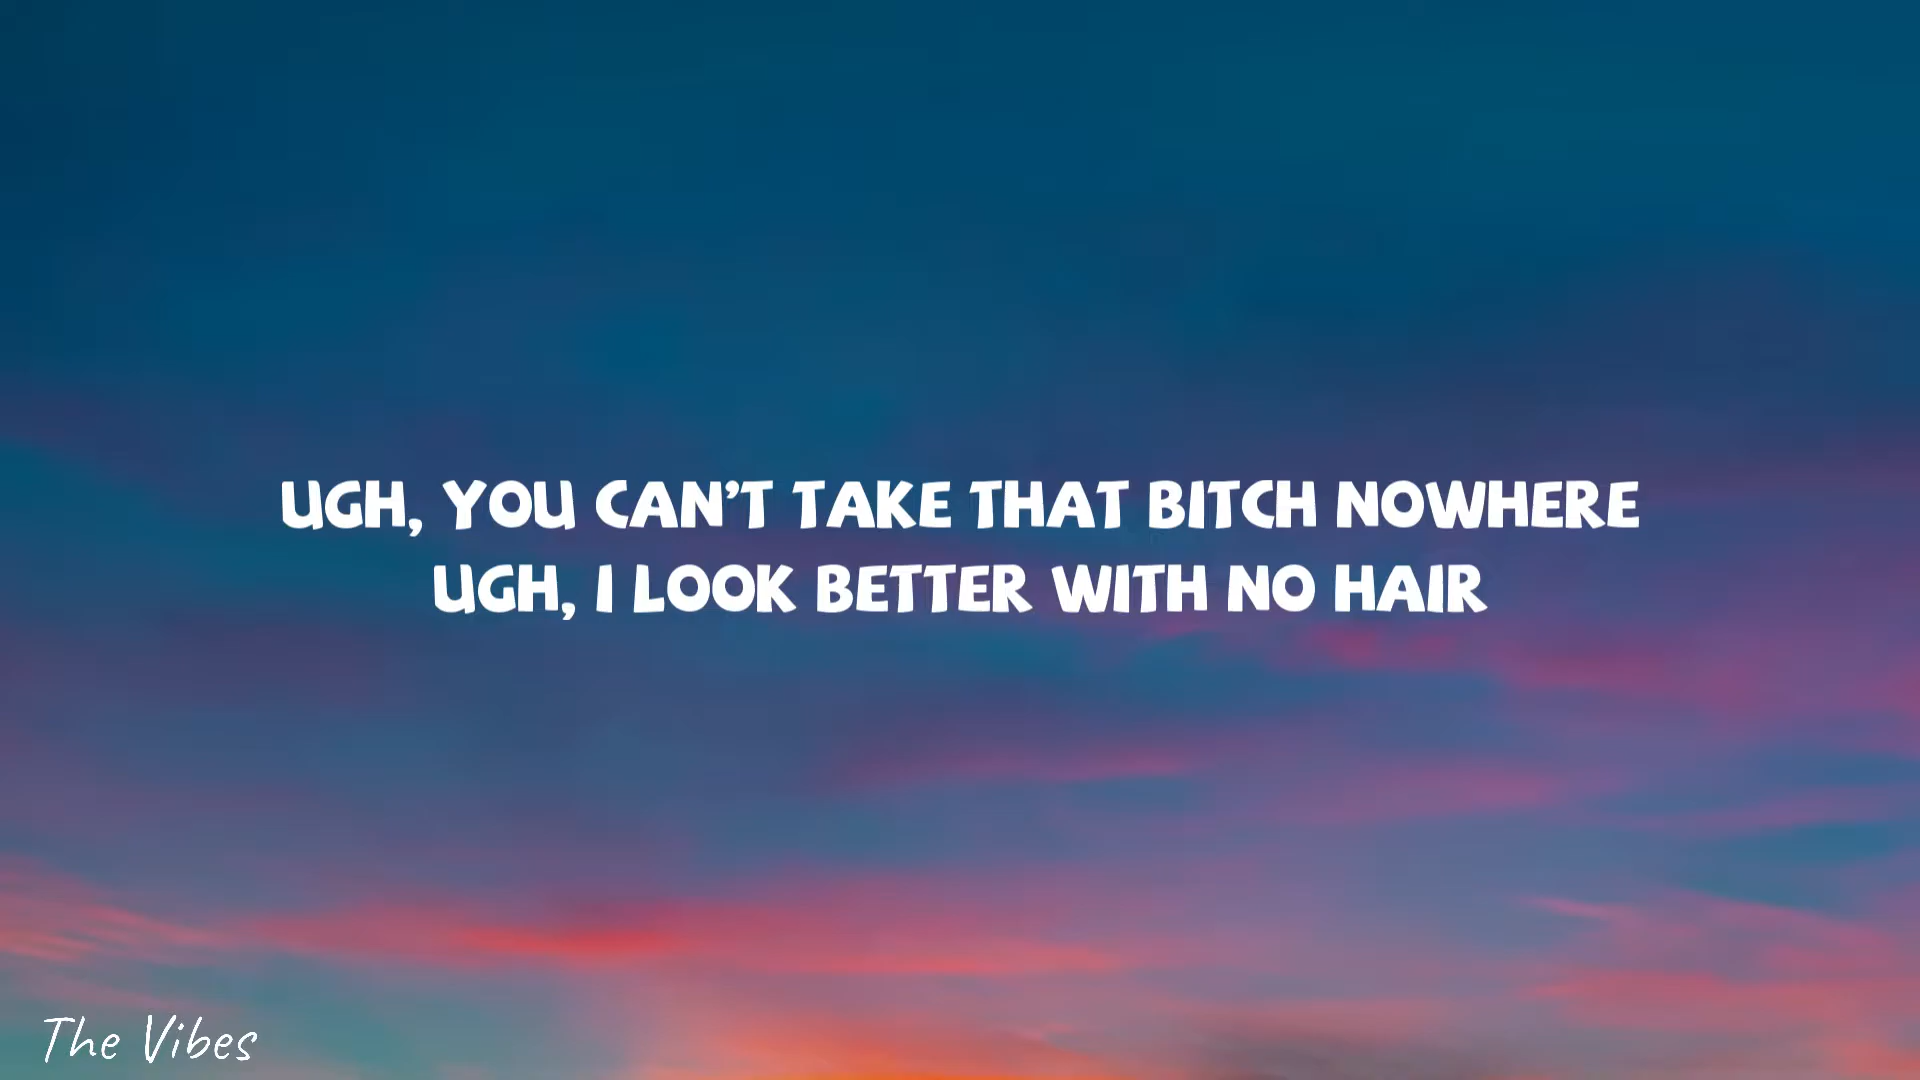 UGH, YOU CAN'T TAKE THAT BITCH NOWHERE
UGH, I LOOK BETTER WITH NO HAIR
The Vibes